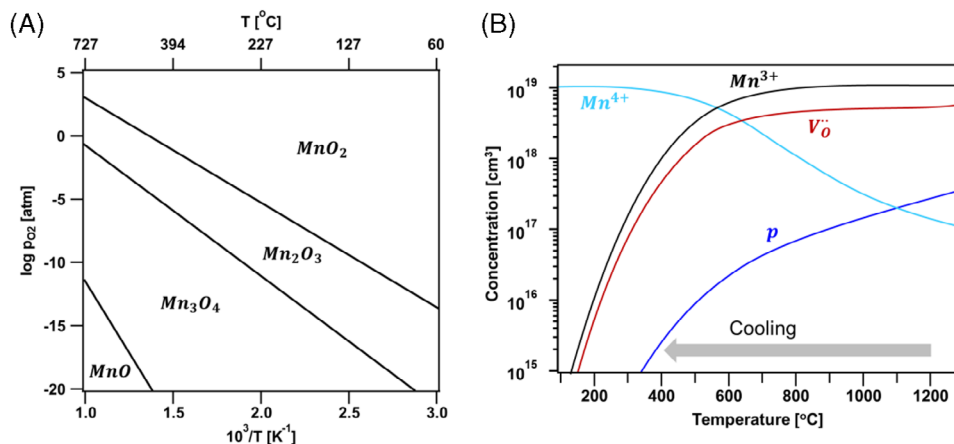 (A)
T [°C]
727 394 227 127 60
5
0
-5
-10
-15
-20
log pO2 [atm]
MnO2
Mn2O3
Mn3O4
MnO
1.0 1.5 2.0 2.5 3.0
10³/T [K⁻¹]
(B)
10¹⁹
10¹⁸
10¹⁷
10¹⁶
10¹⁵
Concentration [cm³]
Mn³⁺
Mn⁴⁺
V_O^¨
p
Cooling
200 400 600 800 1000 1200
Temperature [°C]